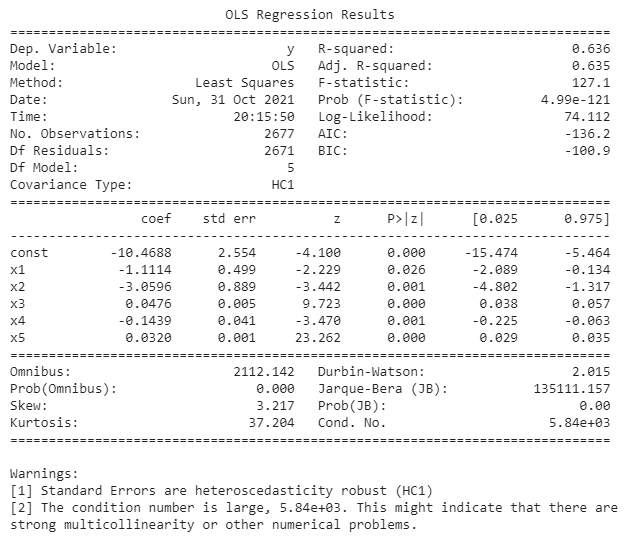 OLS Regression Results
==============================================================================
Dep. Variable:                      y   R-squared:                       0.636
Model:                            OLS   Adj. R-squared:                  0.635
Method:                 Least Squares   F-statistic:                     127.1
Date:                Sun, 31 Oct 2021   Prob (F-statistic):          4.99e-121
Time:                        20:15:50   Log-Likelihood:                 74.112
No. Observations:                2677   AIC:                            -136.2
Df Residuals:                    2671   BIC:                            -100.9
Df Model:                           5
Covariance Type:                  HC1
==============================================================================
                 coef    std err          z      P>|z|      [0.025      0.975]
------------------------------------------------------------------------------
const        -10.4688      2.554     -4.100      0.000     -15.474      -5.464
x1            -1.1114      0.499     -2.229      0.026      -2.089      -0.134
x2            -3.0596      0.889     -3.442      0.001      -4.802      -1.317
x3             0.0476      0.005      9.723      0.000       0.038       0.057
x4            -0.1439      0.041     -3.470      0.001      -0.225      -0.063
x5             0.0320      0.001     23.262      0.000       0.029       0.035
==============================================================================
Omnibus:                     2112.142   Durbin-Watson:                   2.015
Prob(Omnibus):                  0.000   Jarque-Bera (JB):           135111.157
Skew:                           3.217   Prob(JB):                         0.00
Kurtosis:                      37.204   Cond. No.                     5.84e+03
==============================================================================
Warnings:
[1] Standard Errors are heteroscedasticity robust (HC1)
[2] The condition number is large, 5.84e+03. This might indicate that there are
strong multicollinearity or other numerical problems.